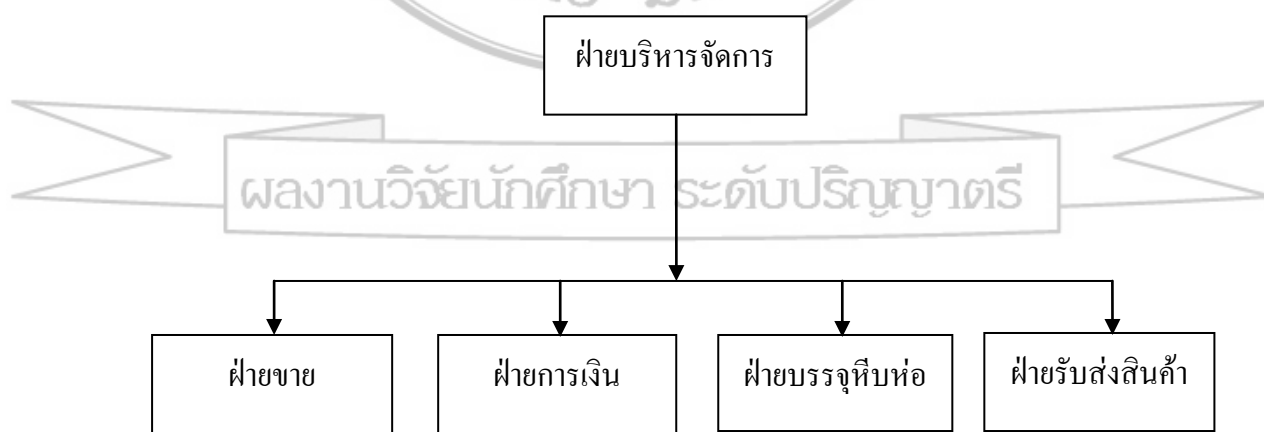 ฝ่ายบริหารจัดการ
ผลงานวิจัยนักศึกษา ระดับปริญญาตรี
ฝ่ายขาย
ฝ่ายการเงิน
ฝ่ายบรรจุหีบห่อ
ฝ่ายรับส่งสินค้า